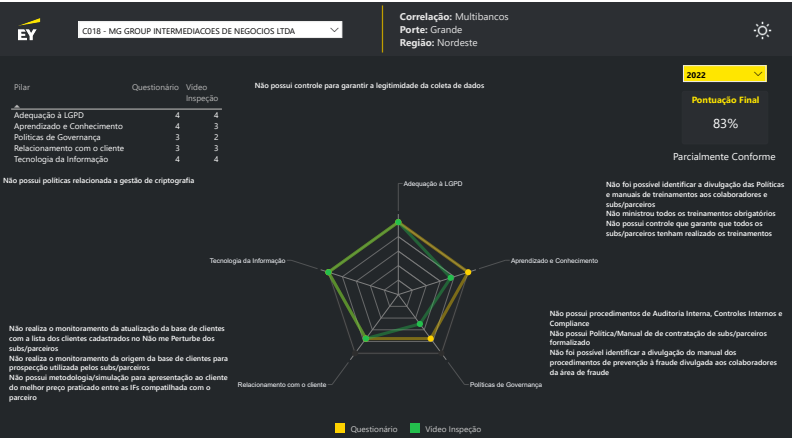 EY
C018 - MG GROUP INTERMEDIACOES DE NEGOCIOS LTDA
Correlação: Multibancos
Porte: Grande
Região: Nordeste
2022
Pontuação Final
83%
Parcialmente Conforme
Pilar Questionário Vídeo Inspeção
Adequação à LGPD 4 4
Aprendizado e Conhecimento 4 3
Políticas de Governança 3 2
Relacionamento com o cliente 3 3
Tecnologia da Informação 4 4
Não possui controle para garantir a legitimidade da coleta de dados
Não possui políticas relacionada a gestão de criptografia
Não foi possível identificar a divulgação das Políticas
e manuais de treinamentos aos colaboradores e
subs/parceiros
Não ministrou todos os treinamentos obrigatórios
Não possui controle que garante que todos os
subs/parceiros tenham realizado os treinamentos
Adequação à LGPD
Tecnologia da Informação
Aprendizado e Conhecimento
Relacionamento com o cliente
Políticas de Governança
Não realiza o monitoramento da atualização da base de clientes
com a lista dos clientes cadastrados no Não me Perturbe dos
subs/parceiros
Não realiza o monitoramento da origem da base de clientes para
prospecção utilizada pelos subs/parceiros
Não possui metodologia/simulação para apresentação ao cliente
do melhor preço praticado entre as IFs compatilhada com o
parceiro
Não possui procedimentos de Auditoria Interna, Controles Internos e
Compliance
Não possui Política/Manual de de contratação de subs/parceiros
formalizado
Não foi possível identificar a divulgação do manual dos
procedimentos de prevenção à fraude divulgada aos colaboradores
da área de fraude
Questionário Vídeo Inspeção